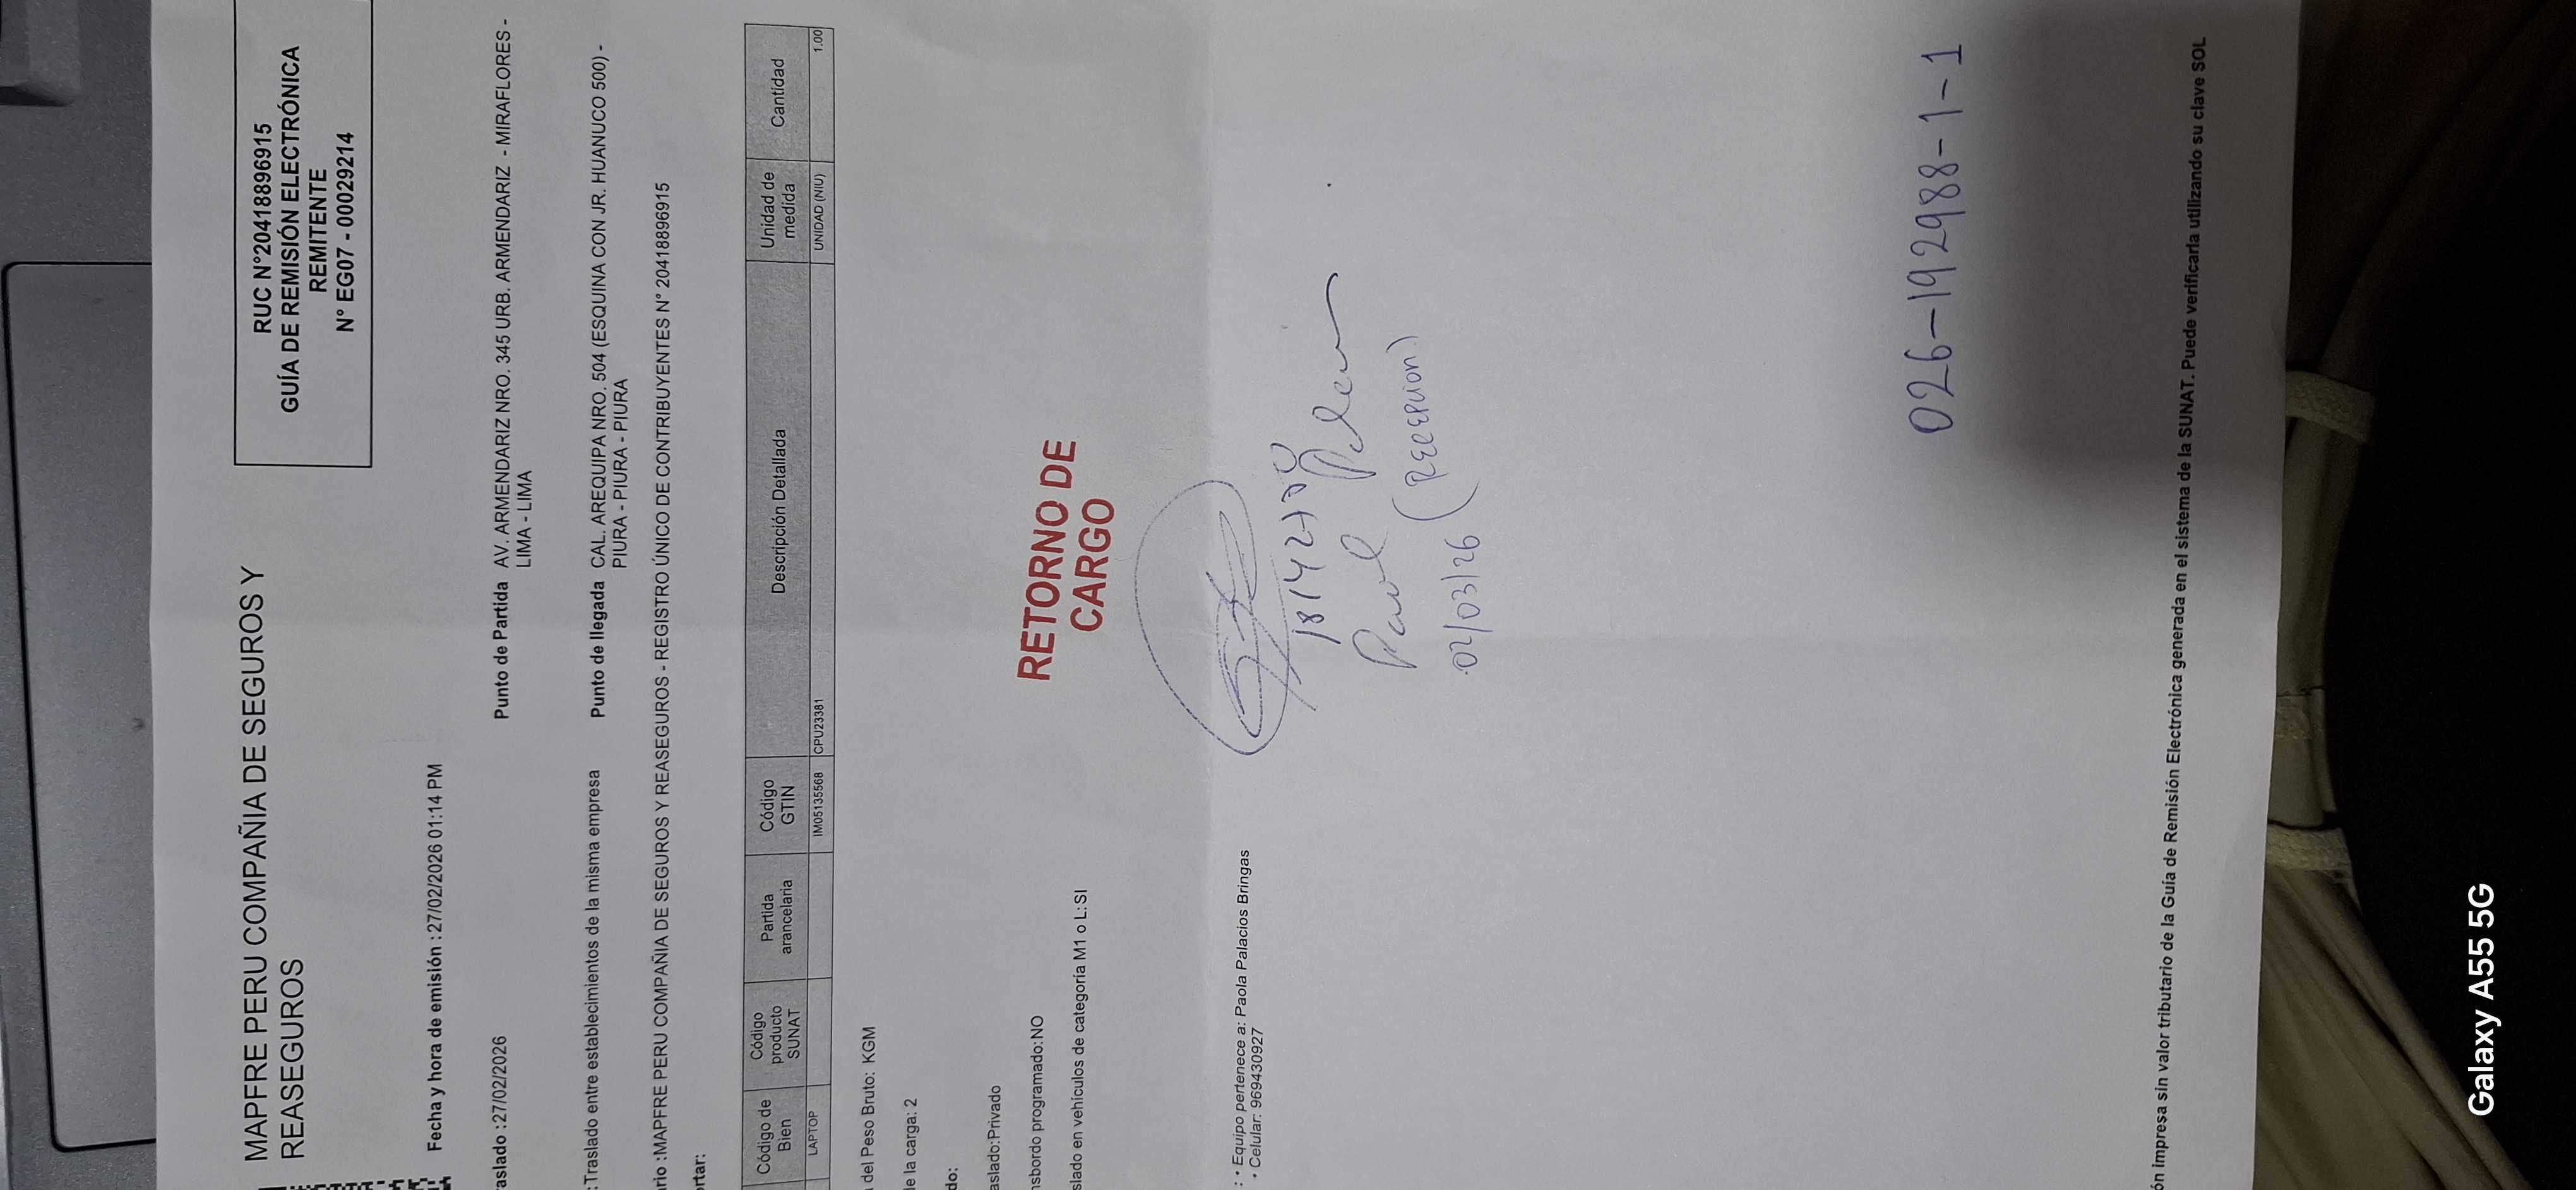 MAPFRE PERU COMPAÑIA DE SEGUROS Y
REASEGUROS
RUC N°20418896915
GUÍA DE REMISIÓN ELECTRÓNICA
REMITENTE
N° EG07 - 00029214
Fecha y hora de emisión :27/02/2026 01:14 PM
aslado :27/02/2026
Punto de Partida AV. ARMENDARIZ NRO. 345 URB. ARMENDARIZ - MIRAFLORES -
LIMA - LIMA
:Traslado entre establecimientos de la misma empresa
Punto de llegada CAL. AREQUIPA NRO. 504 (ESQUINA CON JR. HUANUCO 500) -
PIURA - PIURA - PIURA
rio :MAPFRE PERU COMPAÑIA DE SEGUROS Y REASEGUROS - REGISTRO ÚNICO DE CONTRIBUYENTES N° 20418896915
rtar:
Código de Bien Código producto SUNAT Partida arancelaria Código GTIN Descripción Detallada Unidad de medida Cantidad
LAPTOP IM05135568 CPU23381 UNIDAD (NIU) 1.00
del Peso Bruto: KGM
e la carga: 2
do:
aslado:Privado
nsbordo programado:NO
slado en vehículos de categoría M1 o L:SI
RETORNO DE
CARGO
: • Equipo pertenece a: Paola Palacios Bringas
• Celular: 969430927
Paul
02/03/26 (RECEPCION)
026-192988-1-1
ón impresa sin valor tributario de la Guía de Remisión Electrónica generada en el sistema de la SUNAT. Puede verificarla utilizando su clave SOL
Galaxy A55 5G